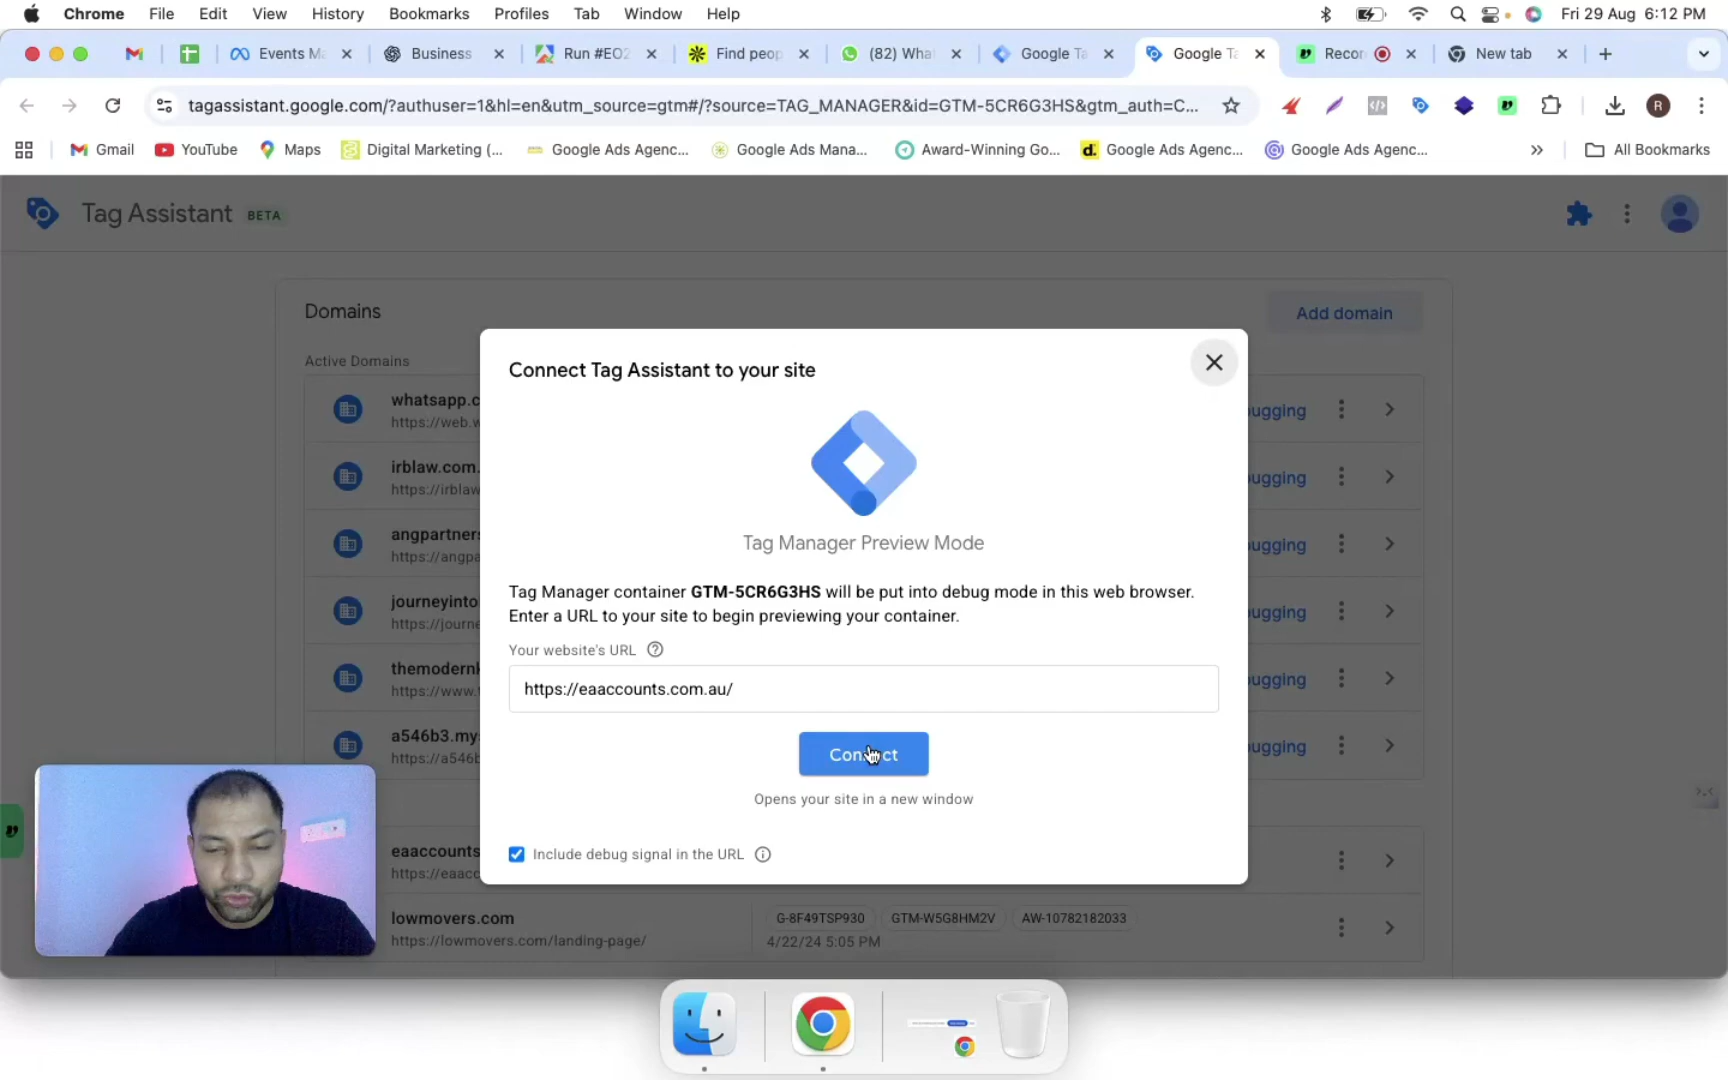 Chrome File Edit View History Bookmarks Profiles Tab Window Help Fri 29 Aug 6:12 PM
Events Ma Business Run #EO2 Find peop (82) Wha Google Ta Google Ta Recor New tab
tagassistant.google.com/?authuser=1&hl=en&utm_source=gtm#/?source=TAG_MANAGER&id=GTM-5CR6G3HS&gtm_auth=C... R
Gmail YouTube Maps Digital Marketing (... Google Ads Agenc... Google Ads Mana... Award-Winning Go... Google Ads Agenc... Google Ads Agenc... » All Bookmarks
Tag Assistant BETA
Domains
Add domain
Active Domains
whatsapp.c
https://web.w
ugging
irblaw.com.
https://irblaw
ugging
angpartners
https://angpa
ugging
journeyinto
https://journe
ugging
themodernk
https://www.t
ugging
a546b3.my
https://a546b
ugging
Connect Tag Assistant to your site
Tag Manager Preview Mode
Tag Manager container GTM-5CR6G3HS will be put into debug mode in this web browser.
Enter a URL to your site to begin previewing your container.
Your website's URL
https://eaaccounts.com.au/
Connect
Opens your site in a new window
Include debug signal in the URL
eaaccounts
https://eaacc
lowmovers.com
https://lowmovers.com/landing-page/
G-8F49TSP930 GTM-W5G8HM2V AW-10782182033
4/22/24 5:05 PM